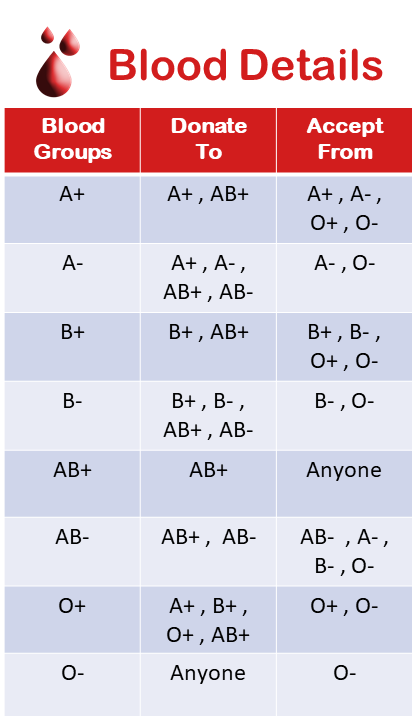 Blood Details
Blood Groups	Donate To	Accept From
A+	A+ , AB+	A+ , A- , O+ , O-
A-	A+ , A- , AB+ , AB-	A- , O-
B+	B+ , AB+	B+ , B- , O+ , O-
B-	B+ , B- , AB+ , AB-	B- , O-
AB+	AB+	Anyone
AB-	AB+ , AB-	AB- , A- , B- , O-
O+	A+ , B+ , O+ , AB+	O+ , O-
O-	Anyone	O-